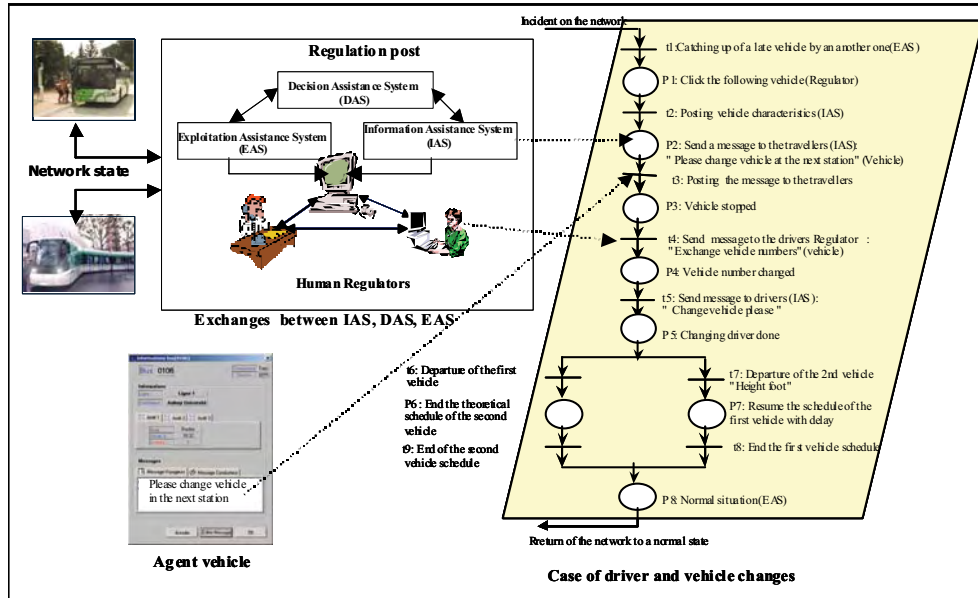 Incident on the network
Regulation post
Decision Assistance System
(DAS)
Exploitation Assistance System
(EAS)
Information Assistance System
(IAS)
Network state
Human Regulators
Exchanges between IAS, DAS, EAS
t1:Catching up of a late vehicle by an another one(EAS)
P1: Click the following vehicle (Regulator)
t2: Posting vehicle characteristics (IAS)
P2: Send a message to the travellers (IAS):
" Please change vehicle at the next station" (Vehicle)
t3: Posting the message to the travellers
P3: Vehicle stopped
t4: Send message to the drivers Regulator :
"Exchange vehicle numbers" (vehicle)
P4: Vehicle number changed
t5: Send message to drivers (IAS) :
" Change vehicle please "
P5: Changing driver done
t6: Departure of the first
vehicle
P6: End the theoretical
schedule of the second
vehicle
t9: End of the second
vehicle schedule
t7: Departure of the 2nd vehicle
"Height foot"
P7: Resume the schedule of the
first vehicle with delay
t8: End the first vehicle schedule
P8: Normal situation(EAS)
Rreturn of the network to a normal state
Case of driver and vehicle changes
Bus 0106
Informations
Ligne 1
Messages
Please change vehicle
in the next station
Agent vehicle